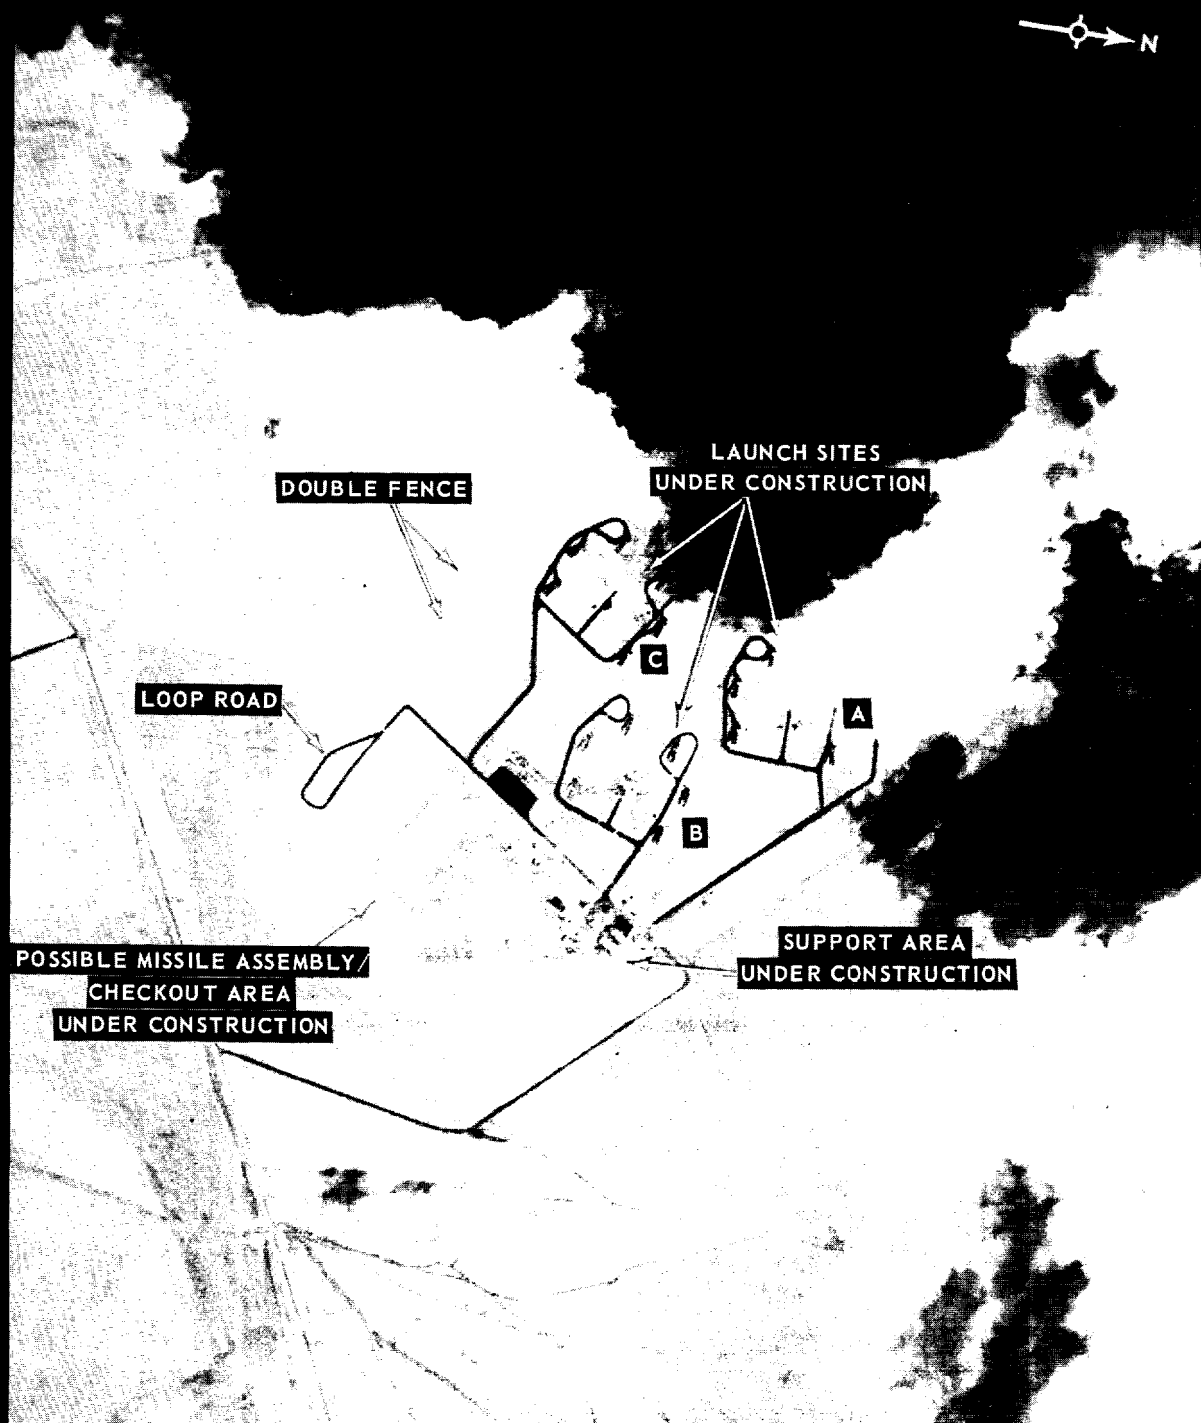 N
LAUNCH SITES
UNDER CONSTRUCTION
DOUBLE FENCE
C
LOOP ROAD
A
B
SUPPORT AREA
UNDER CONSTRUCTION
POSSIBLE MISSILE ASSEMBLY/
CHECKOUT AREA
UNDER CONSTRUCTION